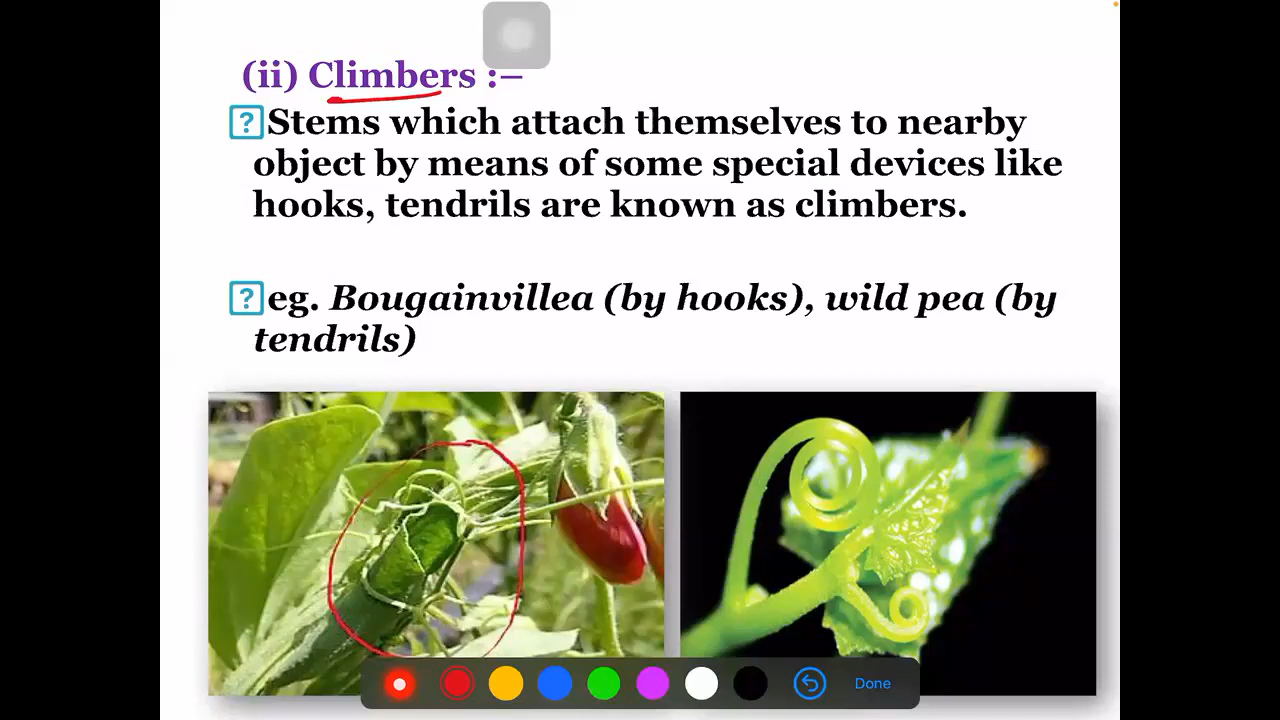 (ii) Climbers :–
?Stems which attach themselves to nearby
object by means of some special devices like
hooks, tendrils are known as climbers.
?eg. Bougainvillea (by hooks), wild pea (by
tendrils)
Done